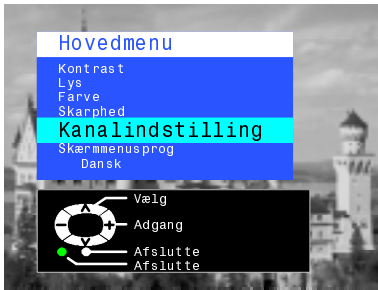 Hovedmenu
Kontrast
Lys
Farve
Skarphed
Kanalindstilling
Skærmmenusprog
Dansk
Vælg
Adgang
Afslutte
Afslutte